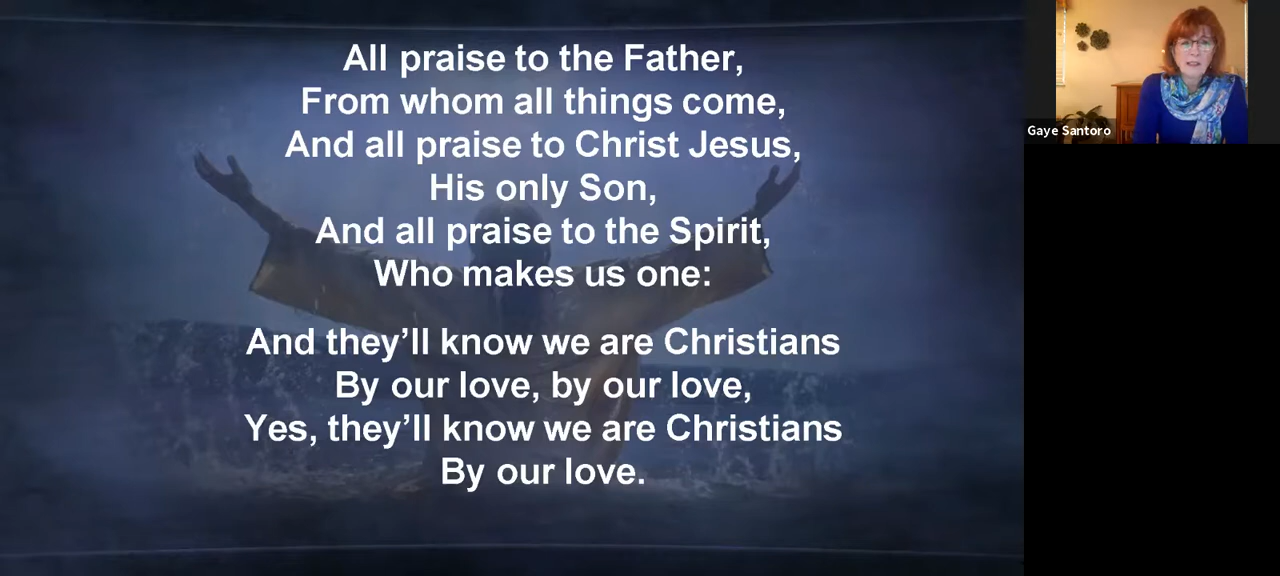 All praise to the Father,
From whom all things come,
And all praise to Christ Jesus,
His only Son,
And all praise to the Spirit,
Who makes us one:
And they’ll know we are Christians
By our love, by our love,
Yes, they’ll know we are Christians
By our love.
Gaye Santoro